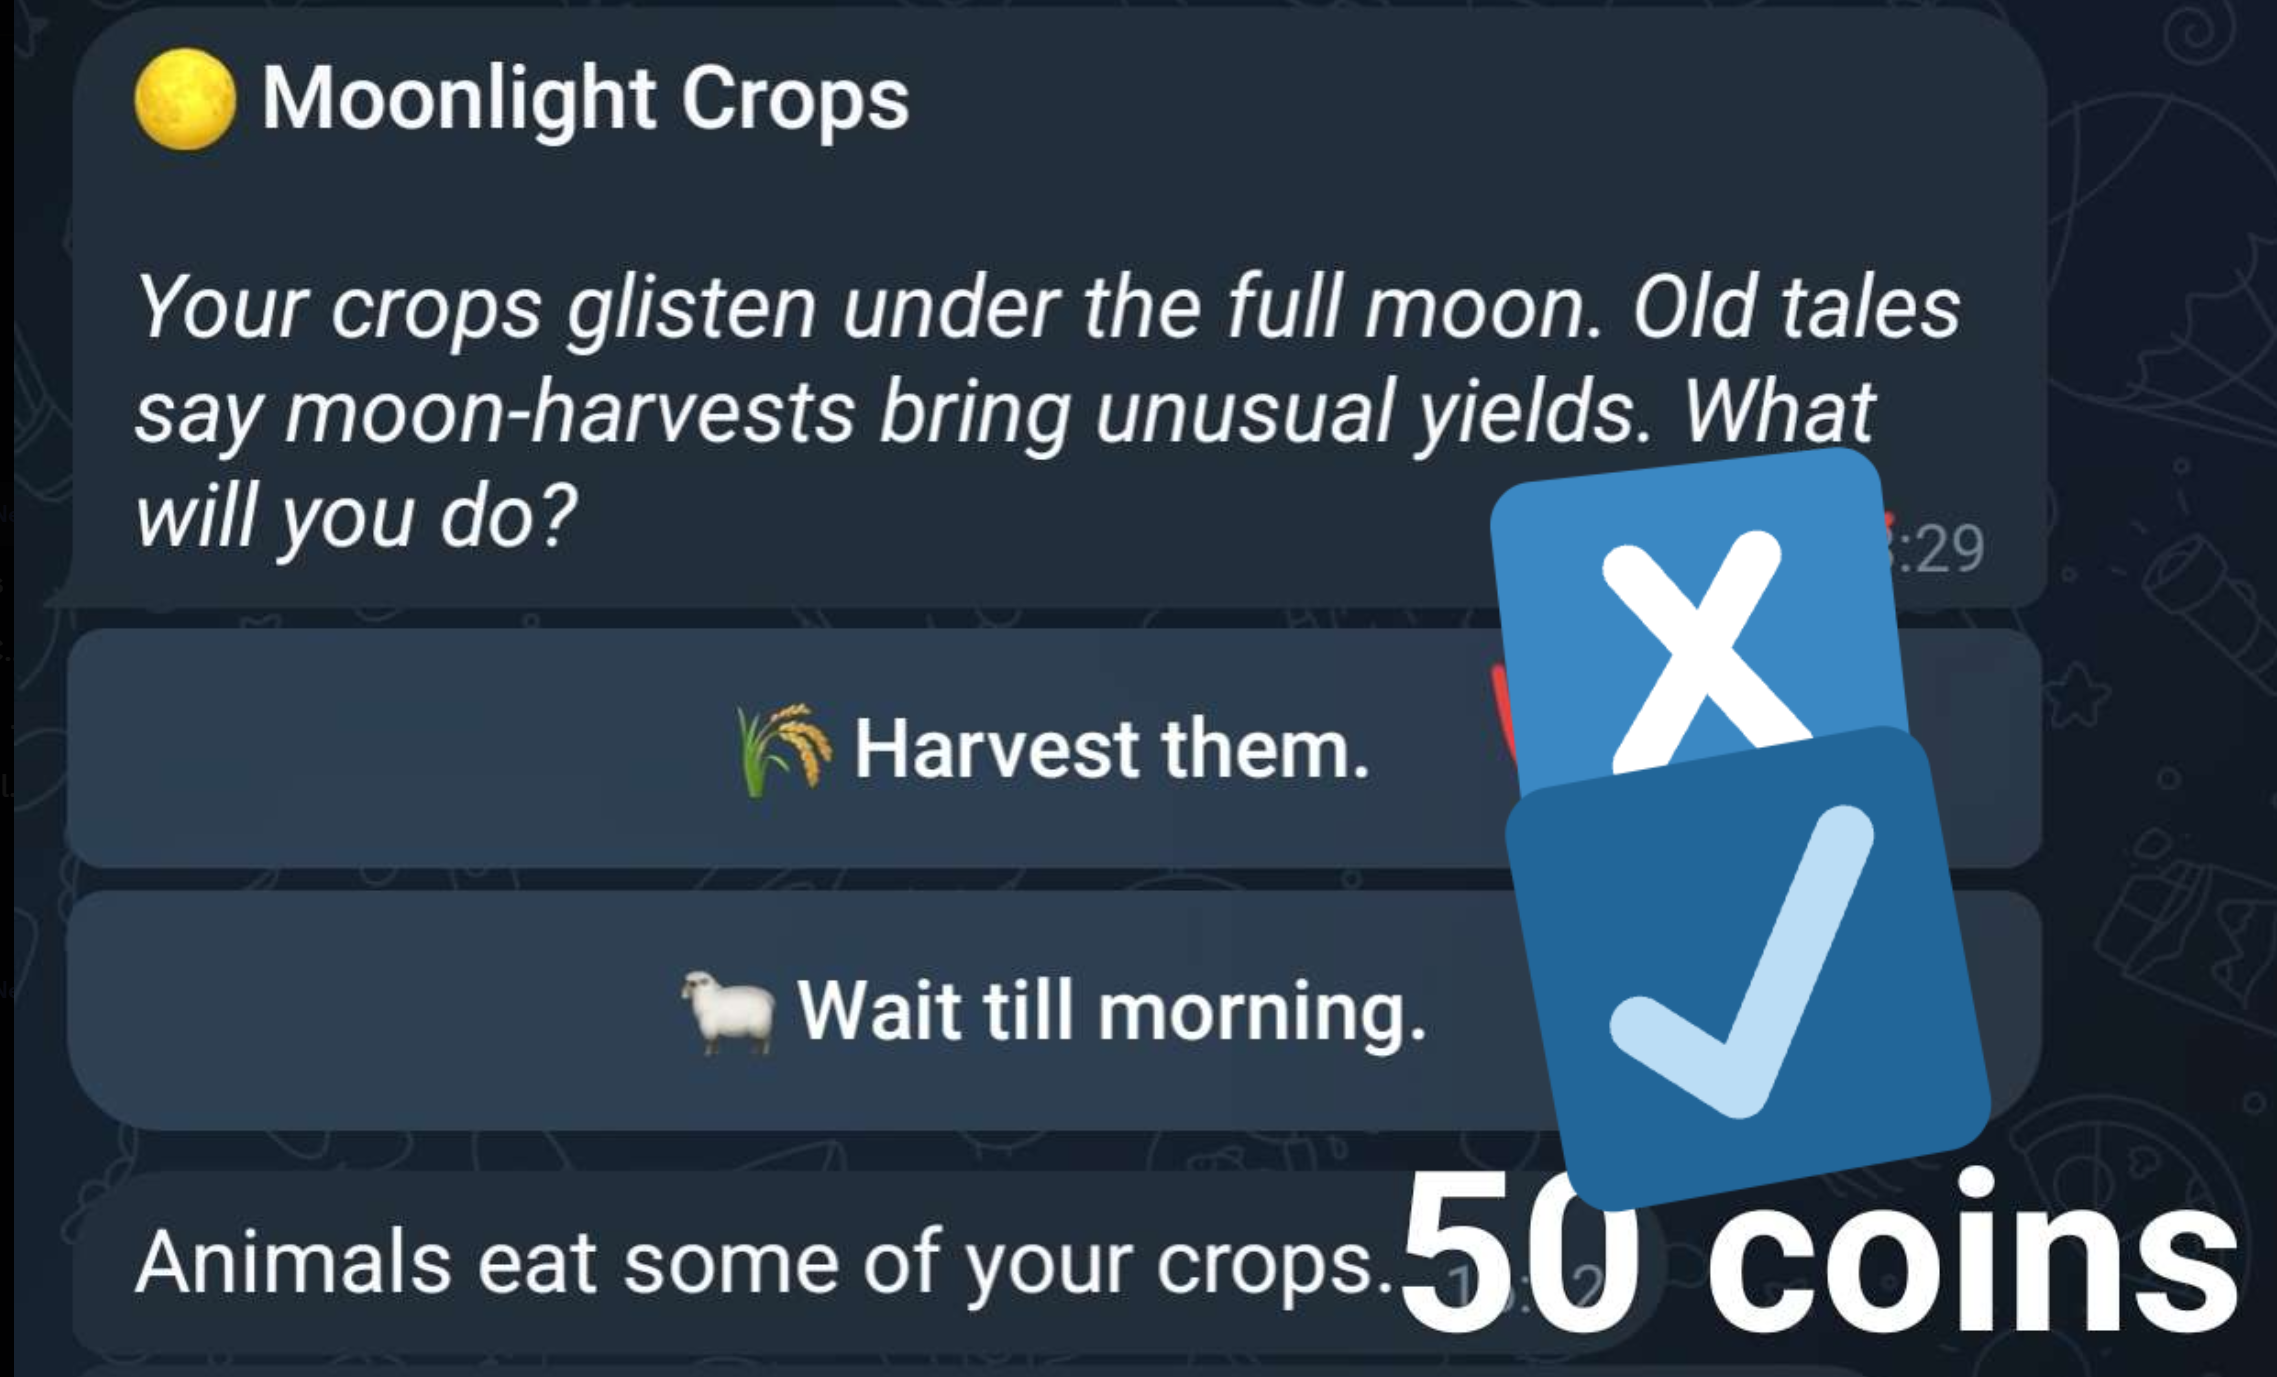 Moonlight Crops
Your crops glisten under the full moon. Old tales
say moon-harvests bring unusual yields. What
will you do?
:29
Harvest them.
Wait till morning.
Animals eat some of your crops.
50 coins